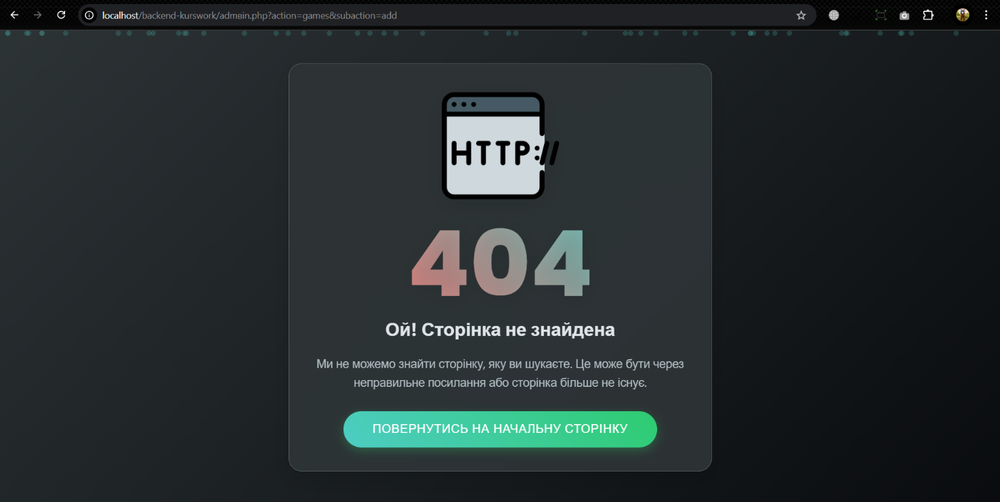 localhost/backend-kurswork/admвin.php?action=games&subaction=add
HTTP://
404
Ой! Сторінка не знайдена
Ми не можемо знайти сторінку, яку ви шукаєте. Це може бути через
неправильне посилання або сторінка більше не існує.
ПОВЕРНУТИСЬ НА НАЧАЛЬНУ СТОРІНКУ